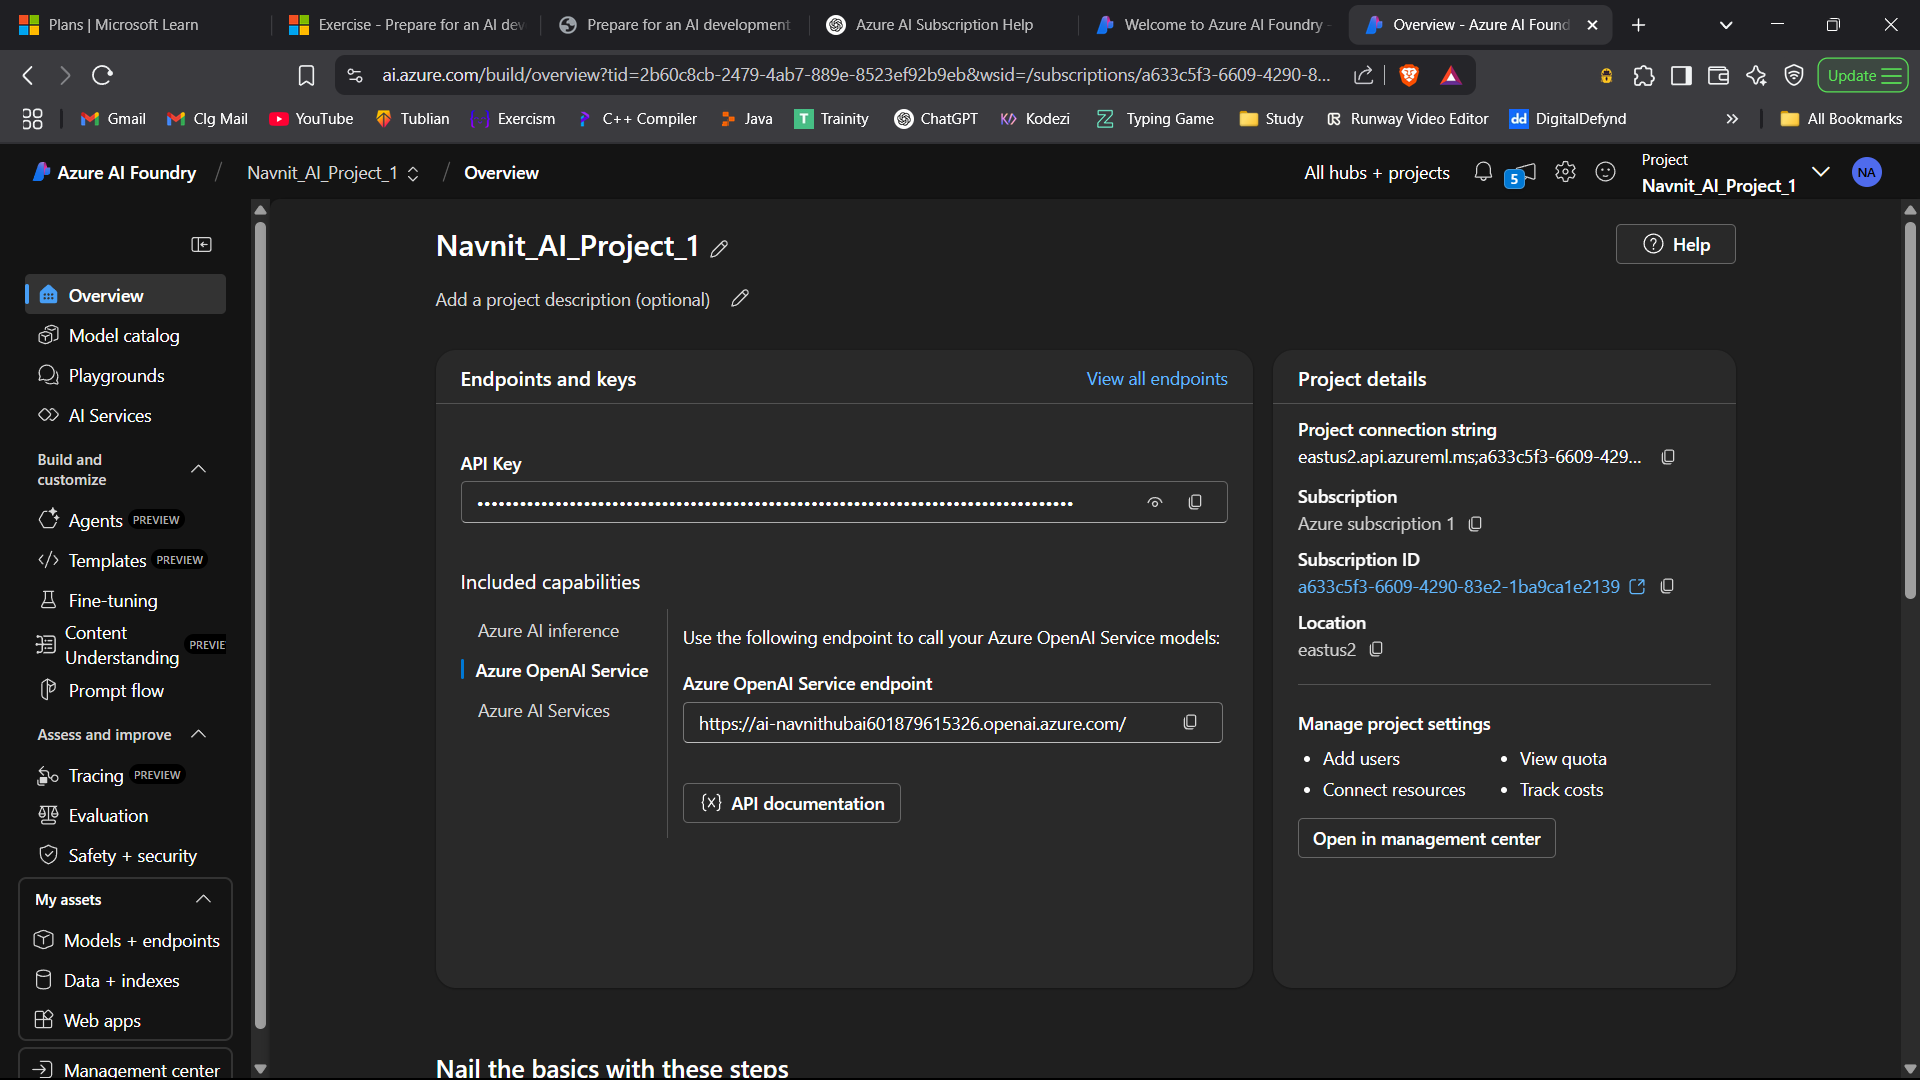 Plans | Microsoft Learn
Exercise - Prepare for an AI dev
Prepare for an AI development
Azure AI Subscription Help
Welcome to Azure AI Foundry -
Overview - Azure AI Found
ai.azure.com/build/overview?tid=2b60c8cb-2479-4ab7-889e-8523ef92b9eb&wsid=/subscriptions/a633c5f3-6609-4290-8...
Update
Gmail
Clg Mail
YouTube
Tublian
Exercism
C++ Compiler
Java
Trainity
ChatGPT
Kodezi
Typing Game
Study
Runway Video Editor
DigitalDefynd
All Bookmarks
Azure AI Foundry / Navnit_AI_Project_1 / Overview
All hubs + projects
5
Project
Navnit_AI_Project_1
NA
Overview
Model catalog
Playgrounds
AI Services
Build and
customize
Agents PREVIEW
Templates PREVIEW
Fine-tuning
Content
Understanding PREVIE
Prompt flow
Assess and improve
Tracing PREVIEW
Evaluation
Safety + security
My assets
Models + endpoints
Data + indexes
Web apps
Management center
Navnit_AI_Project_1
Help
Add a project description (optional)
Endpoints and keys
View all endpoints
API Key
Included capabilities
Azure AI inference
Azure OpenAI Service
Azure AI Services
Use the following endpoint to call your Azure OpenAI Service models:
Azure OpenAI Service endpoint
https://ai-navnithubai601879615326.openai.azure.com/
{x} API documentation
Project details
Project connection string
eastus2.api.azureml.ms;a633c5f3-6609-429...
Subscription
Azure subscription 1
Subscription ID
a633c5f3-6609-4290-83e2-1ba9ca1e2139
Location
eastus2
Manage project settings
• Add users
• View quota
• Connect resources
• Track costs
Open in management center
Nail the basics with these steps